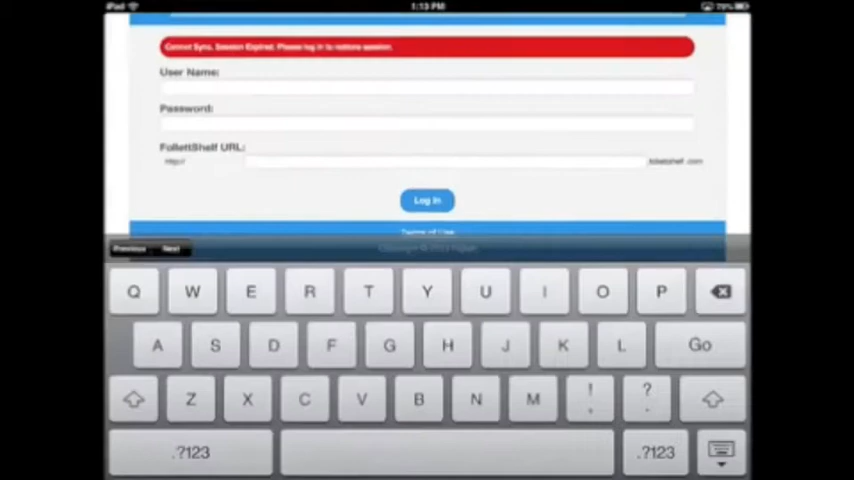 iPad
1:13 PM
79%
Cannot Sync, Session Expired. Please log in to restore session.
User Name:
Password:
FollettShelf URL:
http://
.follettshelf.com
Log In
Terms of Use
Previous Next
Q W E R T Y U I O P
A S D F G H J K L Go
Z X C V B N M ! , ? .
.?123 .?123